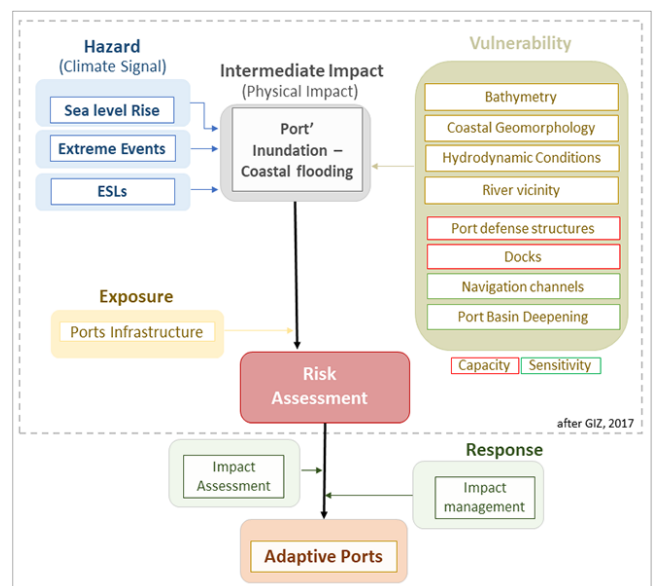 Hazard
(Climate Signal)
Sea level Rise
Extreme Events
ESLs
Intermediate Impact
(Physical Impact)
Port'
Inundation –
Coastal flooding
Vulnerability
Bathymetry
Coastal Geomorphology
Hydrodynamic Conditions
River vicinity
Port defense structures
Docks
Navigation channels
Port Basin Deepening
Capacity
Sensitivity
Exposure
Ports Infrastructure
Risk
Assessment
after GIZ, 2017
Impact
Assessment
Response
Impact
management
Adaptive Ports